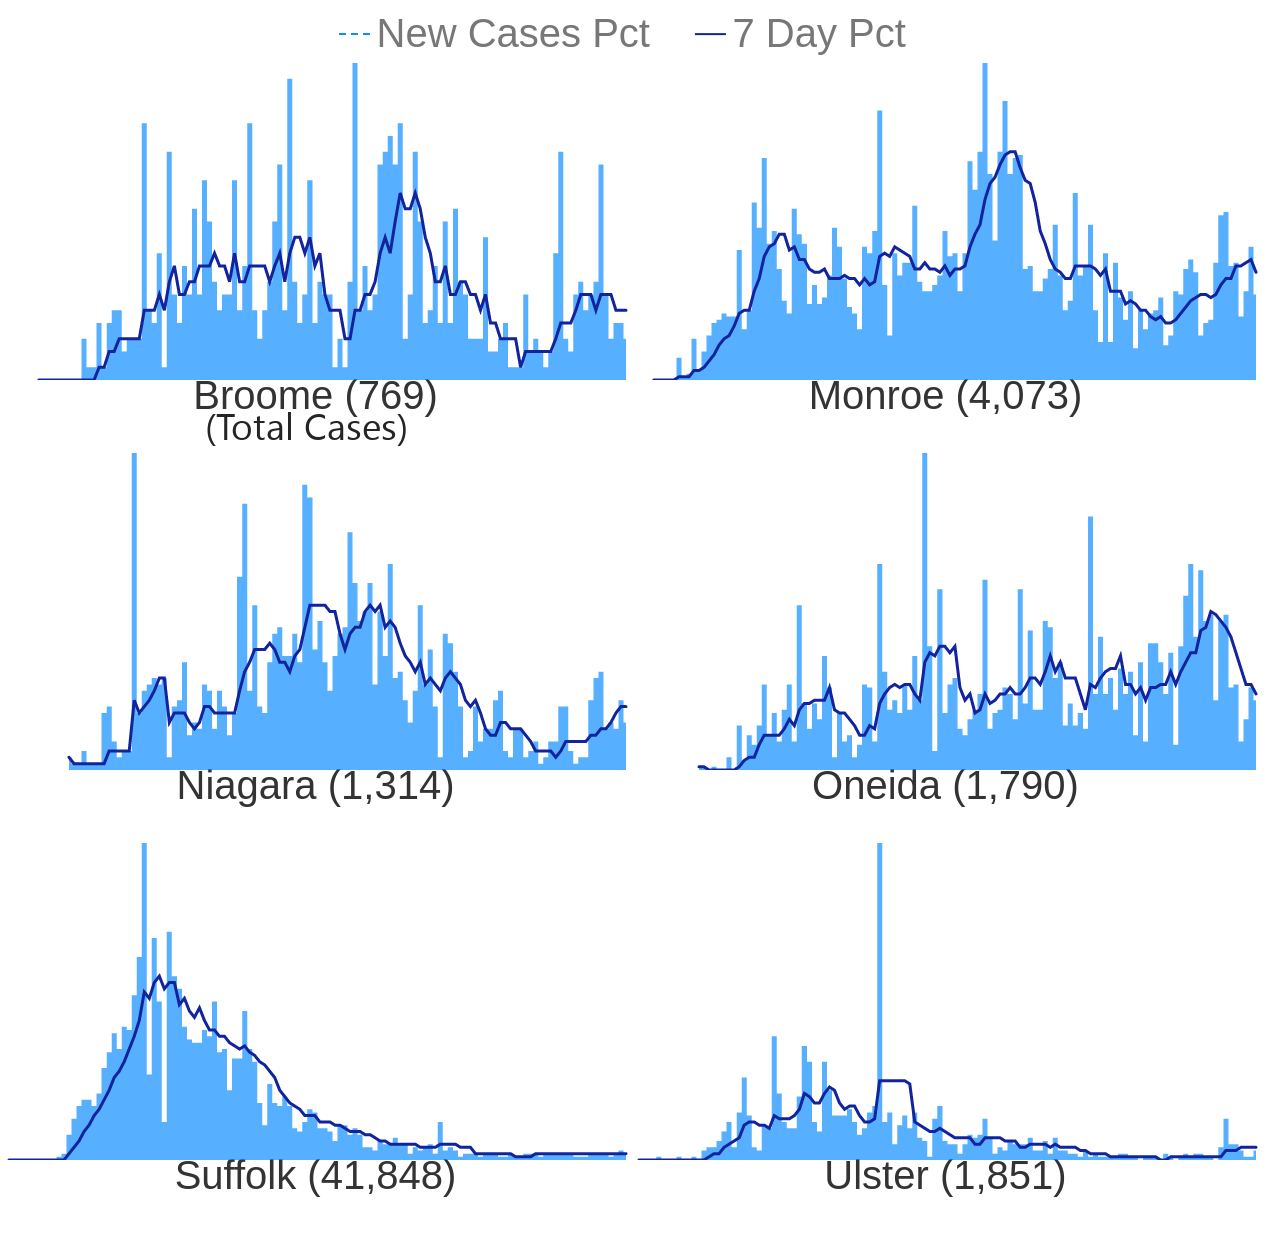 New Cases Pct 7 Day Pct
Broome (769) Monroe (4,073)
(Total Cases)
Niagara (1,314) Oneida (1,790)
Suffolk (41,848) Ulster (1,851)